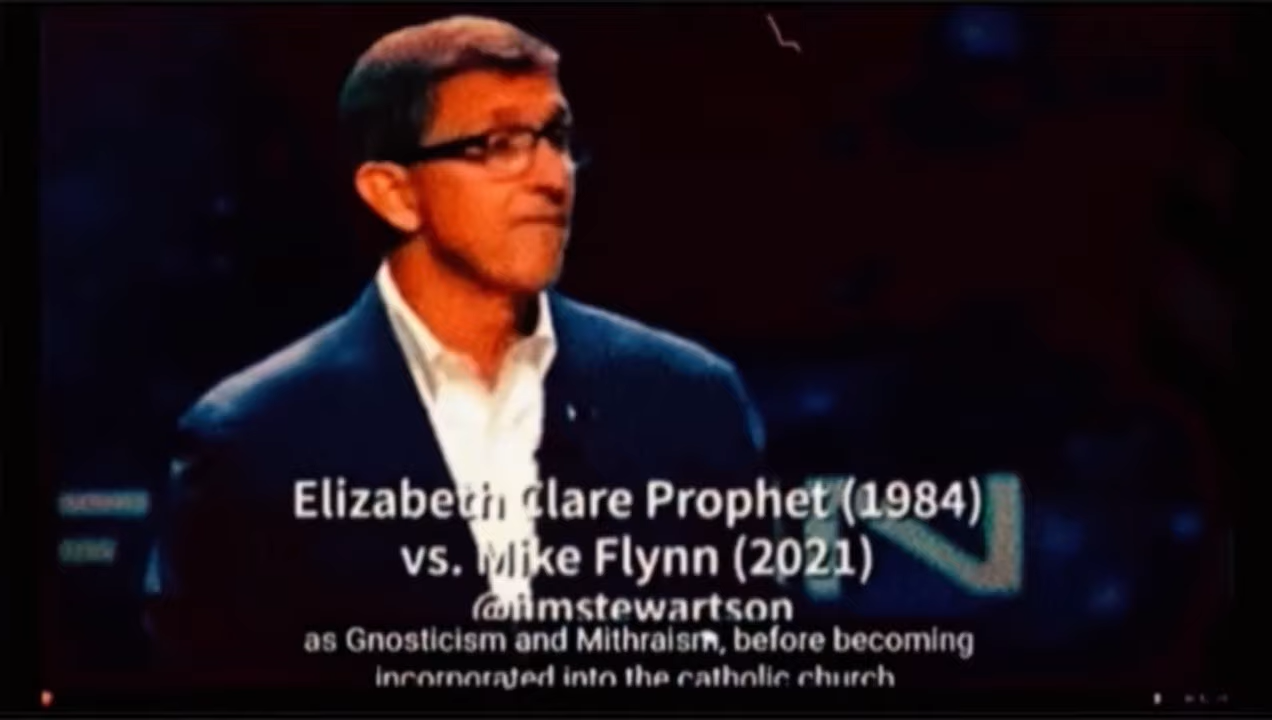 Elizabeth Clare Prophet (1984)
vs. Mike Flynn (2021)
@jimstewartson
as Gnosticism and Mithraism, before becoming
incorporated into the catholic church